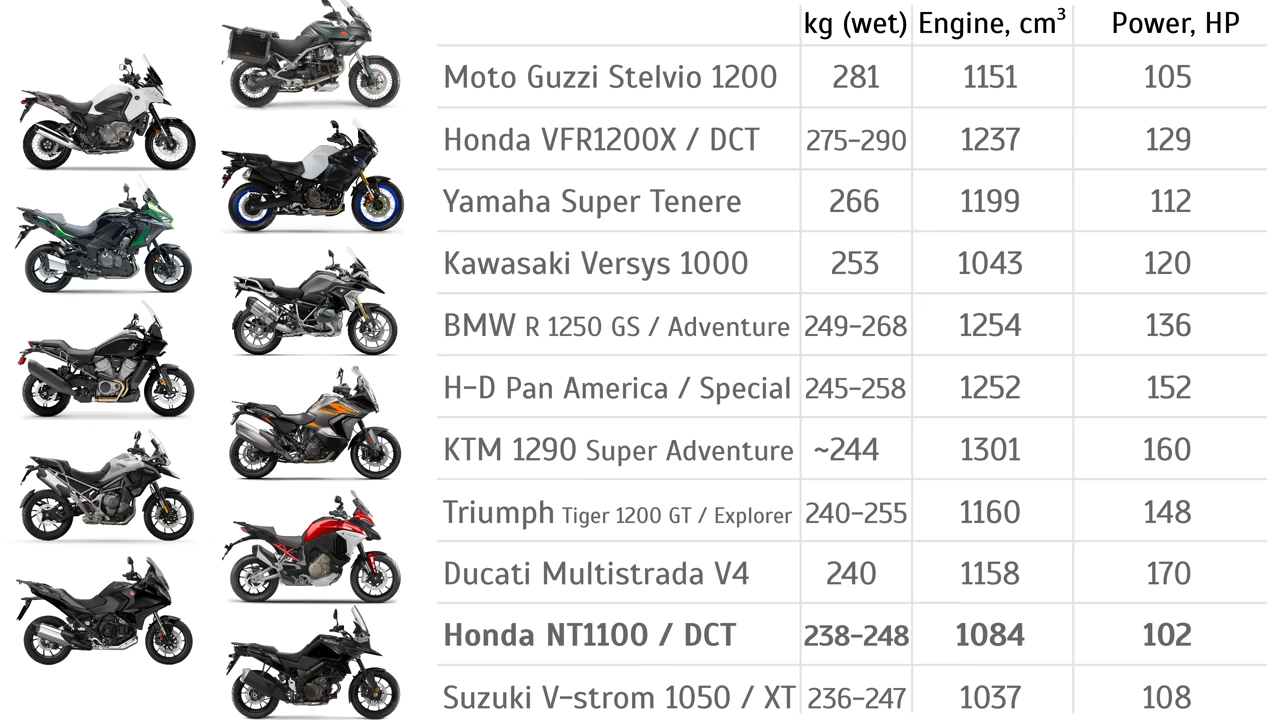 kg (wet) Engine, cm³ Power, HP
Moto Guzzi Stelvio 1200 281 1151 105
Honda VFR1200X / DCT 275-290 1237 129
Yamaha Super Tenere 266 1199 112
Kawasaki Versys 1000 253 1043 120
BMW R 1250 GS / Adventure 249-268 1254 136
H-D Pan America / Special 245-258 1252 152
KTM 1290 Super Adventure ~244 1301 160
Triumph Tiger 1200 GT / Explorer 240-255 1160 148
Ducati Multistrada V4 240 1158 170
Honda NT1100 / DCT 238-248 1084 102
Suzuki V-strom 1050 / XT 236-247 1037 108